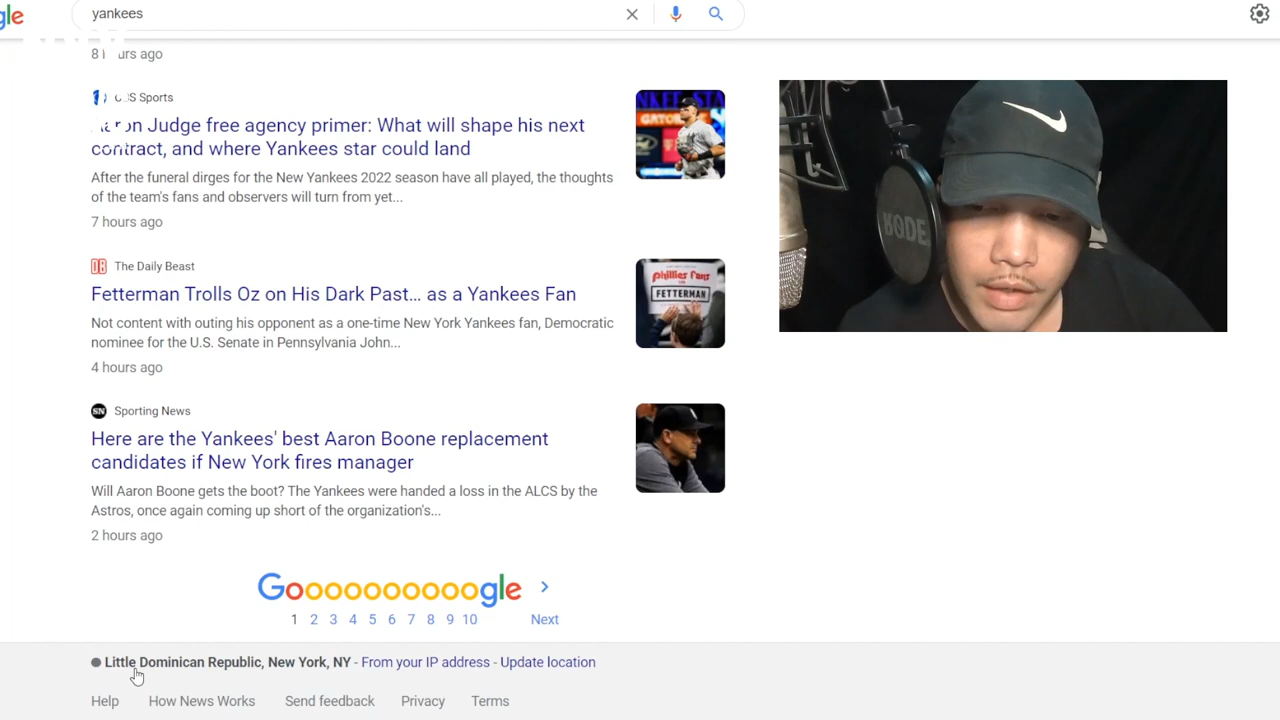 gle
yankees
ago
Sports
Judge free agency primer: What will shape his next
contract, and where Yankees star could land
After the funeral dirges for the New Yankees 2022 season have all played, the thoughts
of the team's fans and observers will turn from yet...
7 hours ago
The Daily Beast
Fetterman Trolls Oz on His Dark Past... as a Yankees Fan
Not content with outing his opponent as a one-time New York Yankees fan, Democratic
nominee for the U.S. Senate in Pennsylvania John...
4 hours ago
phillies fans
FOR
FETTERMAN
SN Sporting News
Here are the Yankees' best Aaron Boone replacement
candidates if New York fires manager
Will Aaron Boone gets the boot? The Yankees were handed a loss in the ALCS by the
Astros, once again coming up short of the organization's...
2 hours ago
Goooooooooogle >
1 2 3 4 5 6 7 8 9 10 Next
Little Dominican Republic, New York, NY - From your IP address - Update location
Help How News Works Send feedback Privacy Terms
RODE